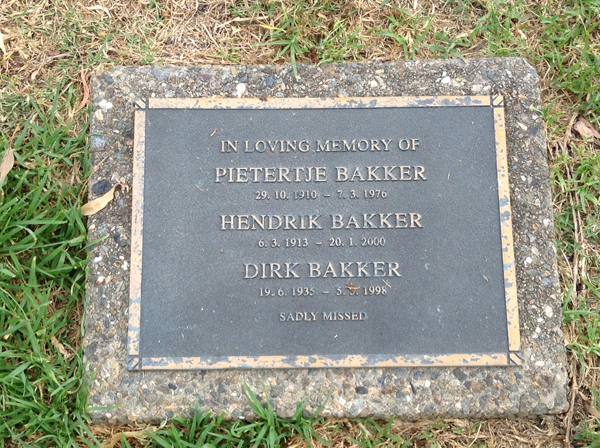 IN LOVING MEMORY OF
PIETERTJE BAKKER
29. 10. 1910 – 7. 3. 1976
HENDRIK BAKKER
6. 3. 1913 – 20. 1. 2000
DIRK BAKKER
19. 6. 1935 – 1998
SADLY MISSED